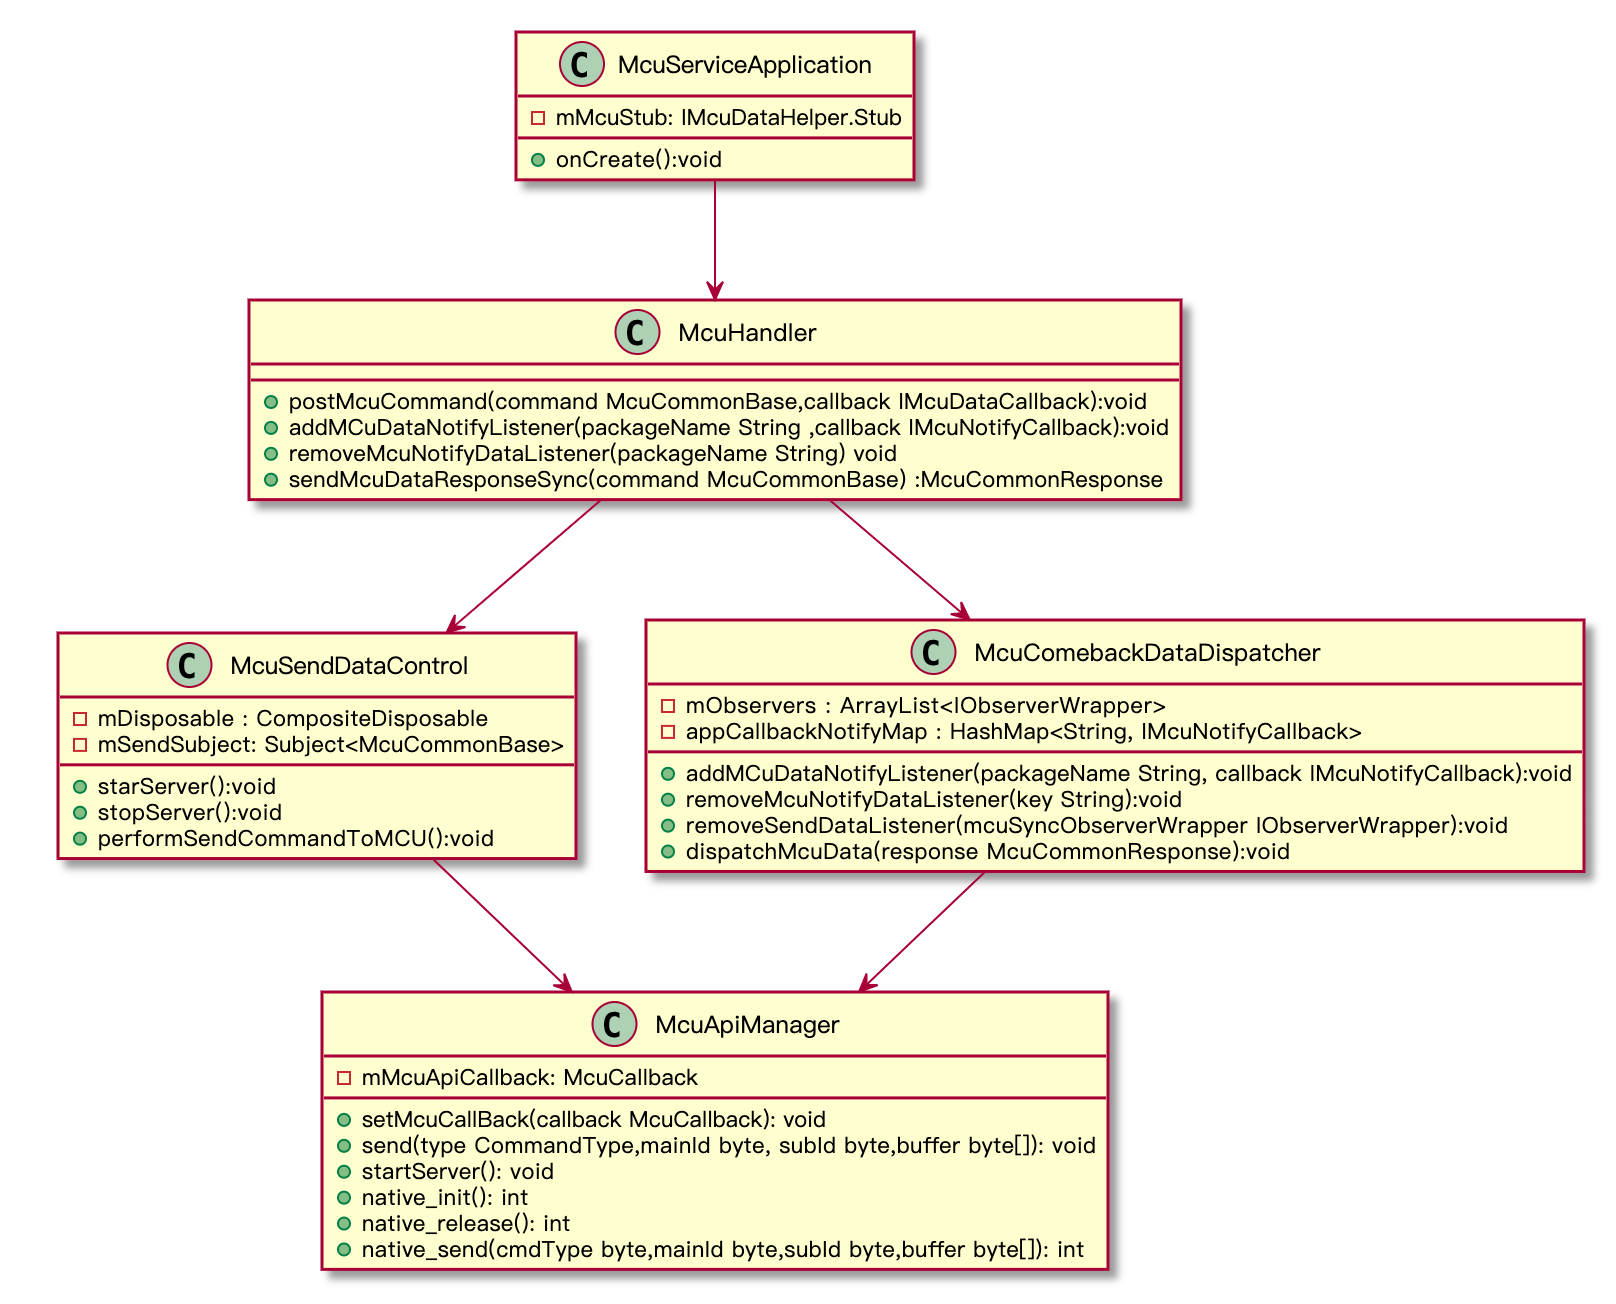 C McuServiceApplication
mMcuStub: IMcuDataHelper.Stub
onCreate():void
C McuHandler
postMcuCommand(command McuCommonBase,callback IMcuDataCallback):void
addMCuDataNotifyListener(packageName String ,callback IMcuNotifyCallback):void
removeMcuNotifyDataListener(packageName String) void
sendMcuDataResponseSync(command McuCommonBase) :McuCommonResponse
C McuSendDataControl
mDisposable : CompositeDisposable
mSendSubject: Subject<McuCommonBase>
starServer():void
stopServer():void
performSendCommandToMCU():void
C McuComebackDataDispatcher
mObservers : ArrayList<IObserverWrapper>
appCallbackNotifyMap : HashMap<String, IMcuNotifyCallback>
addMCuDataNotifyListener(packageName String, callback IMcuNotifyCallback):void
removeMcuNotifyDataListener(key String):void
removeSendDataListener(mcuSyncObserverWrapper IObserverWrapper):void
dispatchMcuData(response McuCommonResponse):void
C McuApiManager
mMcuApiCallback: McuCallback
setMcuCallBack(callback McuCallback): void
send(type CommandType,mainId byte, subId byte,buffer byte[]): void
startServer(): void
native_init(): int
native_release(): int
native_send(cmdType byte,mainId byte,subId byte,buffer byte[]): int